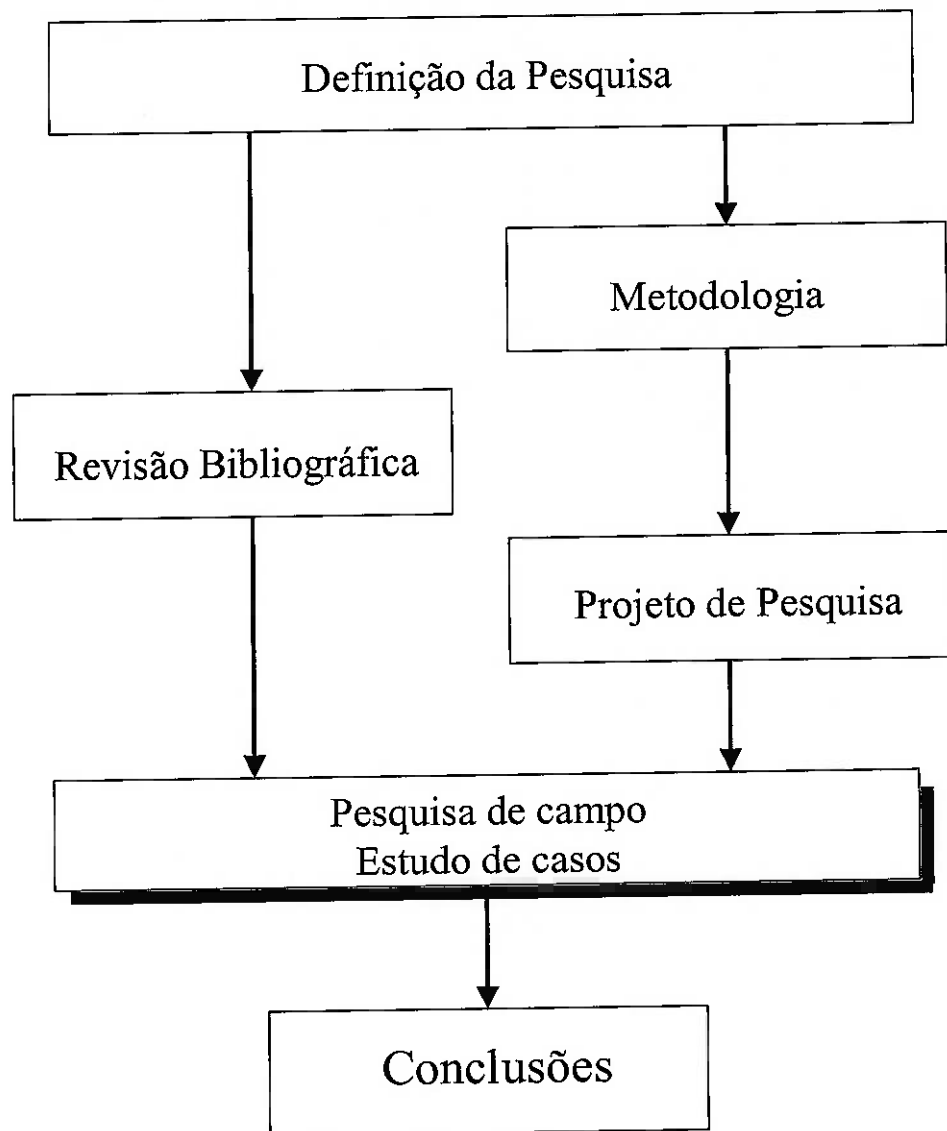 Definição da Pesquisa
Metodologia
Revisão Bibliográfica
Projeto de Pesquisa
Pesquisa de campo
Estudo de casos
Conclusões